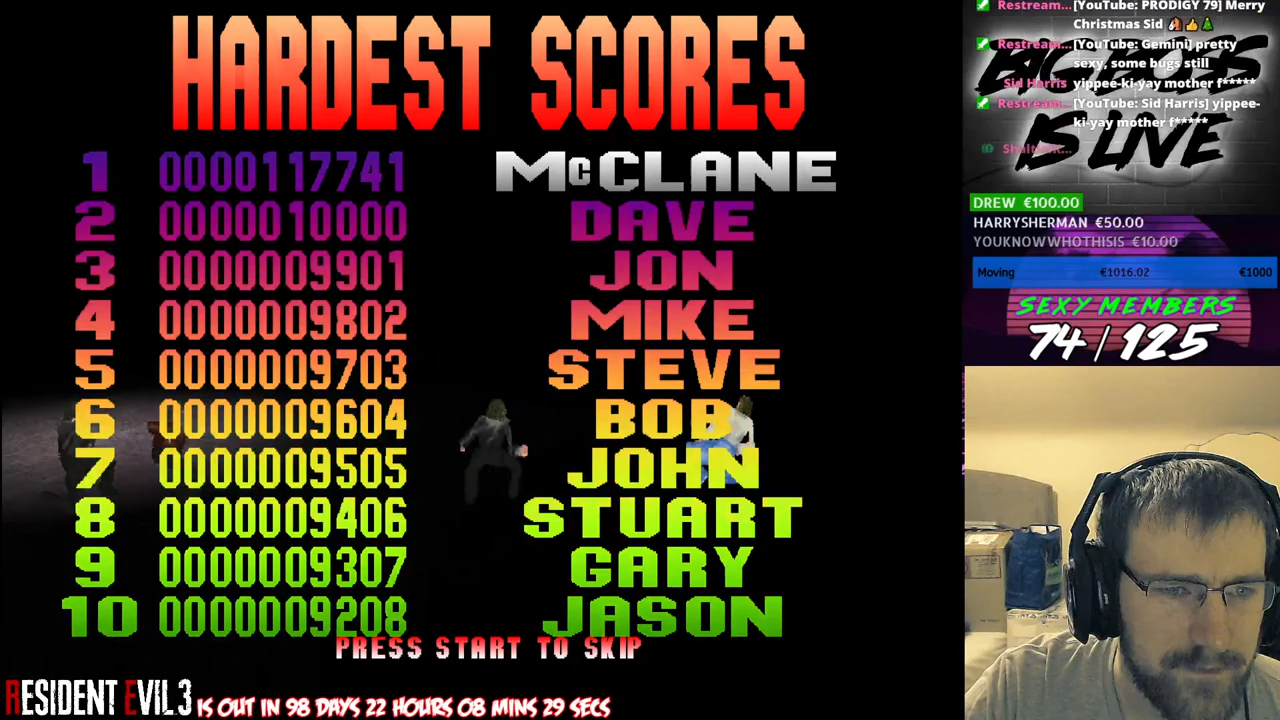 HARDEST SCORES
1 0000117741 McCLANE
2 0000010000 DAVE
3 0000009901 JON
4 0000009802 MIKE
5 0000009703 STEVE
6 0000009604 BOB
7 0000009505 JOHN
8 0000009406 STUART
9 0000009307 GARY
10 0000009208 JASON
PRESS START TO SKIP
RESIDENT EVIL 3 IS OUT IN 98 DAYS 22 HOURS 08 MINS 29 SECS
Restream... [YouTube: PRODIGY 79] Merry
Christmas Sid
Restream... [YouTube: Gemini] pretty
sexy, some bugs still
Sid Harris yippee-ki-yay mother f*****
Restream... [YouTube: Sid Harris] yippee-
ki-yay mother f*****
BIG BOSS
IS LIVE
DREW €100.00
HARRYSHERMAN €50.00
YOUKNOWWHOTHISIS €10.00
Moving €1016.02 €1000
SEXY MEMBERS
74 / 125